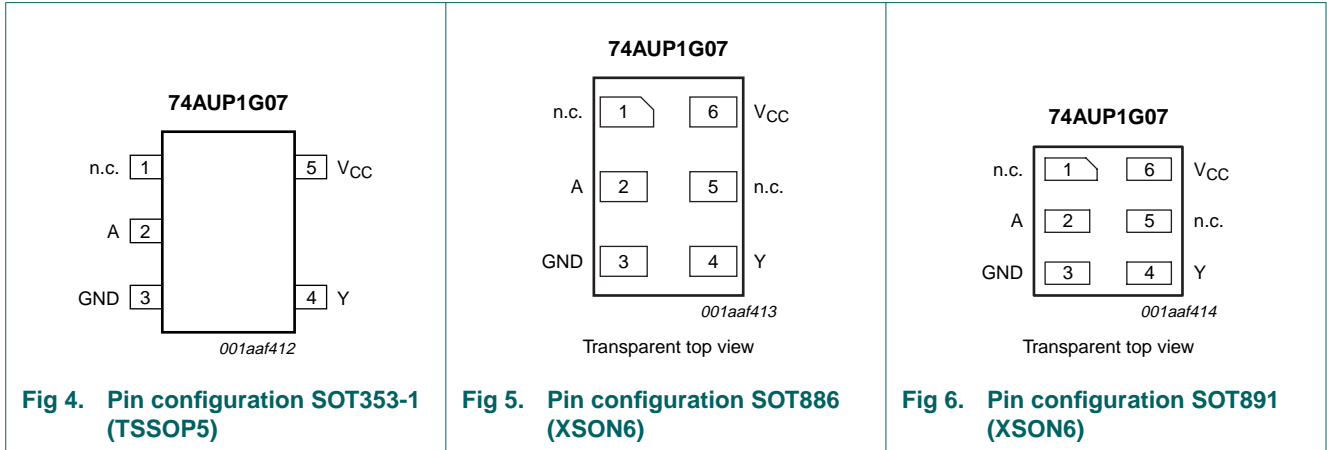 74AUP1G07
n.c. 1 5 VCC
A 2
GND 3 4 Y
001aaf412
Fig 4. Pin configuration SOT353-1
(TSSOP5)
74AUP1G07
n.c. 1 6 VCC
A 2 5 n.c.
GND 3 4 Y
001aaf413
Transparent top view
Fig 5. Pin configuration SOT886
(XSON6)
74AUP1G07
n.c. 1 6 VCC
A 2 5 n.c.
GND 3 4 Y
001aaf414
Transparent top view
Fig 6. Pin configuration SOT891
(XSON6)